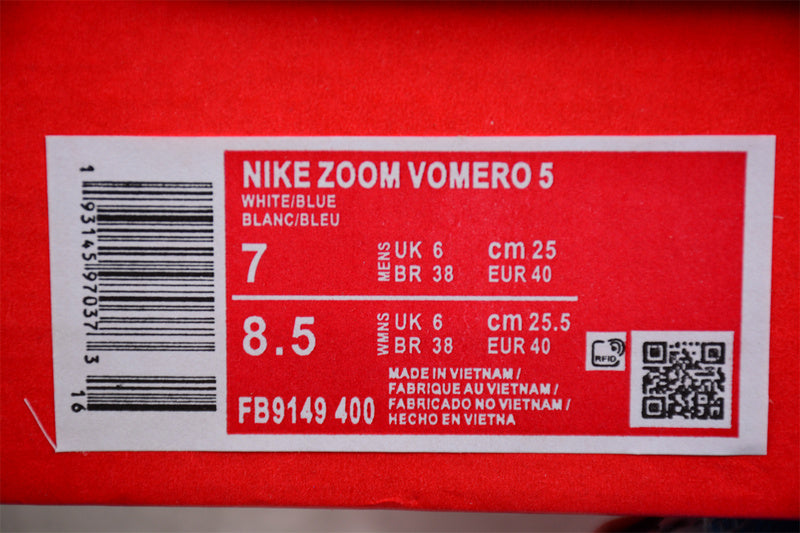 1 93145 97037 3
16
NIKE ZOOM VOMERO 5
WHITE/BLUE
BLANC/BLEU
7
MENS
UK 6
cm 25
BR 38
EUR 40
8.5
WMNS
UK 6
cm 25.5
BR 38
EUR 40
FB9149 400
MADE IN VIETNAM /
FABRIQUE AU VIETNAM /
FABRICADO NO VIETNAM /
HECHO EN VIETNA
RFID